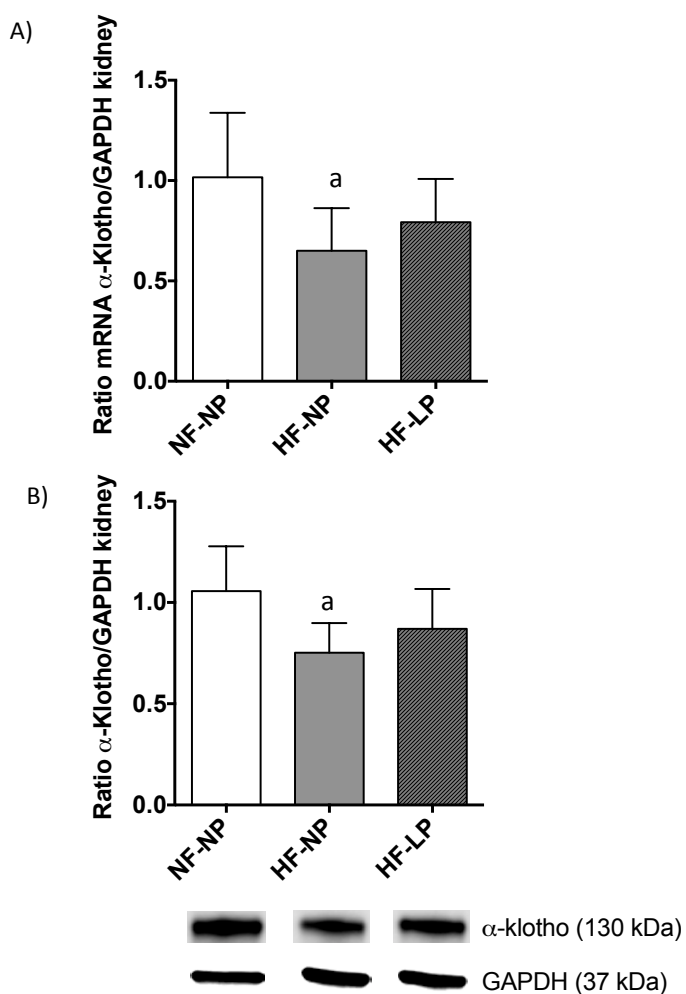 A)
Ratio mRNA α-Klotho/GAPDH kidney
1.5
1.0
0.5
0.0
a
NF-NP
HF-NP
HF-LP
B)
Ratio α-Klotho/GAPDH kidney
1.5
1.0
0.5
0.0
a
NF-NP
HF-NP
HF-LP
α-klotho (130 kDa)
GAPDH (37 kDa)